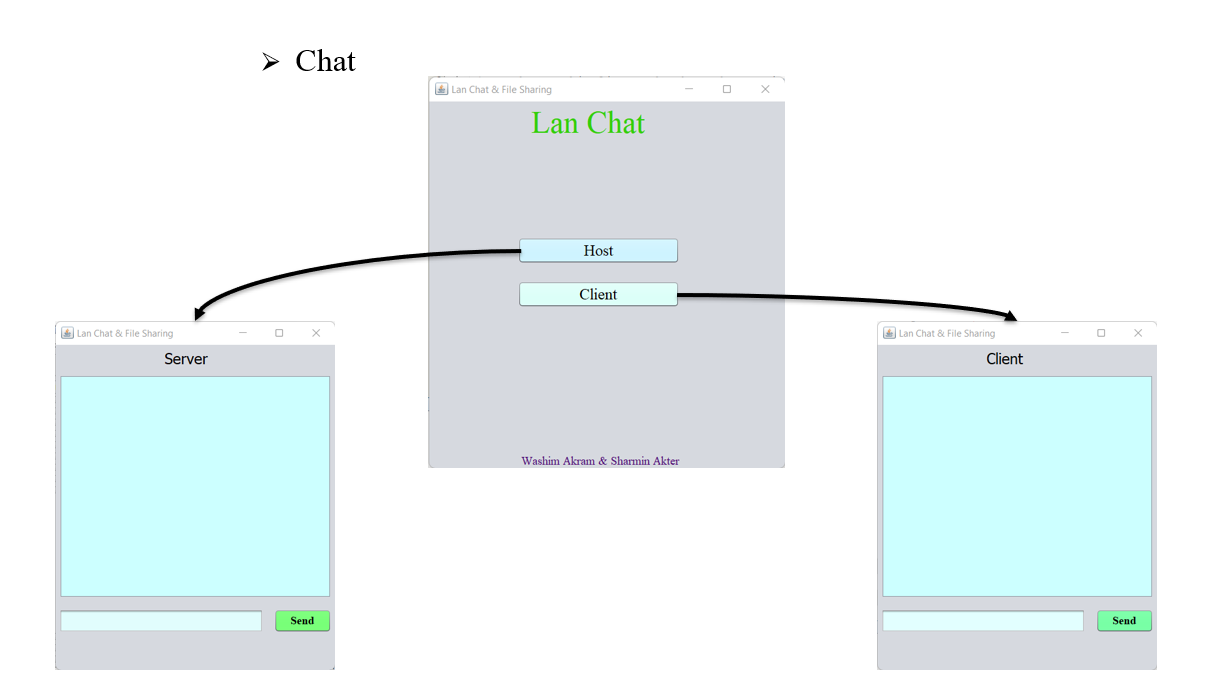 ➢ Chat
Lan Chat & File Sharing
Lan Chat
Host
Client
Washim Akram & Sharmin Akter
Lan Chat & File Sharing
Server
Send
Lan Chat & File Sharing
Client
Send